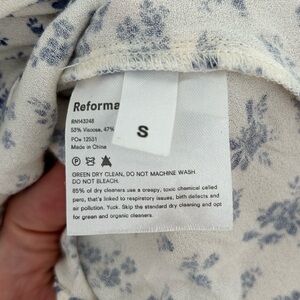 Reforma
S
RN143248
53% Viscose, 47%
PO# 12531
Made in China
GREEN DRY CLEAN, DO NOT MACHINE WASH.
DO NOT BLEACH.
85% of dry cleaners use a creepy, toxic chemical called
perc, that's linked to respiratory issues, birth defects and
air pollution. Yuck. Skip the standard dry cleaning and opt
for green and organic cleaners.